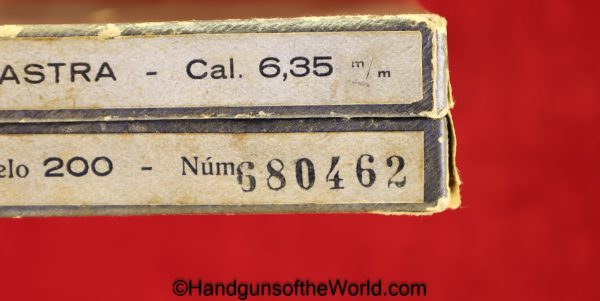 ASTRA - Cal. 6,35 m/m
elo 200 - Núm 680462
©HandgunsoftheWorld.com